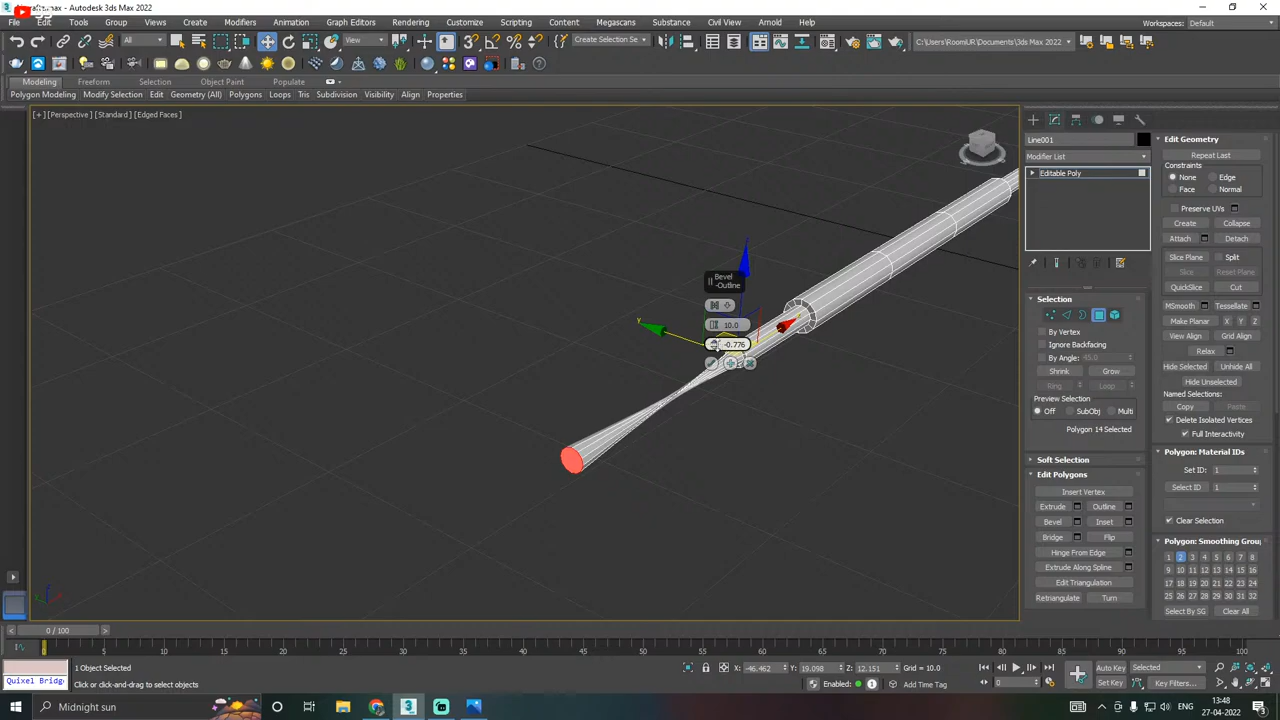 .max - Autodesk 3ds Max 2022
File Edit Tools Group Views Create Modifiers Animation Graph Editors Rendering Customize Scripting Content Megascans Substance Civil View Arnold Help
Workspaces: Default
All View Create Selection Se C:\Users\RoomUR\Documents\3ds Max 2022
Modeling Freeform Selection Object Paint Populate
Polygon Modeling Modify Selection Edit Geometry (All) Polygons Loops Tris Subdivision Visibility Align Properties
[+] [Perspective] [Standard] [Edged Faces]
Bevel
-Outline
10.0
-0.776
Line001
Modifier List
Editable Poly
Selection
By Vertex
Ignore Backfacing
By Angle: 45.0
Shrink Grow
Ring Loop
Preview Selection
Off SubObj Multi
Polygon 14 Selected
Soft Selection
Edit Polygons
Insert Vertex
Extrude Outline
Bevel Inset
Bridge Flip
Hinge From Edge
Extrude Along Spline
Edit Triangulation
Retriangulate Turn
Edit Geometry
Repeat Last
Constraints
None Edge
Face Normal
Preserve UVs
Create Collapse
Attach Detach
Slice Plane Split
Slice Reset Plane
QuickSlice Cut
MSmooth Tessellate
Make Planar X Y Z
View Align Grid Align
Relax
Hide Selected Unhide All
Hide Unselected
Named Selections:
Copy Paste
Delete Isolated Vertices
Full Interactivity
Polygon: Material IDs
Set ID: 1
Select ID 1
Clear Selection
Polygon: Smoothing Grou
1 2 3 4 5 6 7 8
9 10 11 12 13 14 15 16
17 18 19 20 21 22 23 24
25 26 27 28 29 30 31 32
Select By SG Clear All
0 / 100
5 10 15 20 25 30 35 40 45 50 55 60 65 70 75 80 85 90 95 100
1 Object Selected
Quixel Bridg
Click or click-and-drag to select objects
X: -46.462 Y: 19.098 Z: 12.151 Grid = 10.0
Enabled: Add Time Tag
Auto Key Selected
Set Key Key Filters...
0
Midnight sun
ENG
13:48
27-04-2022